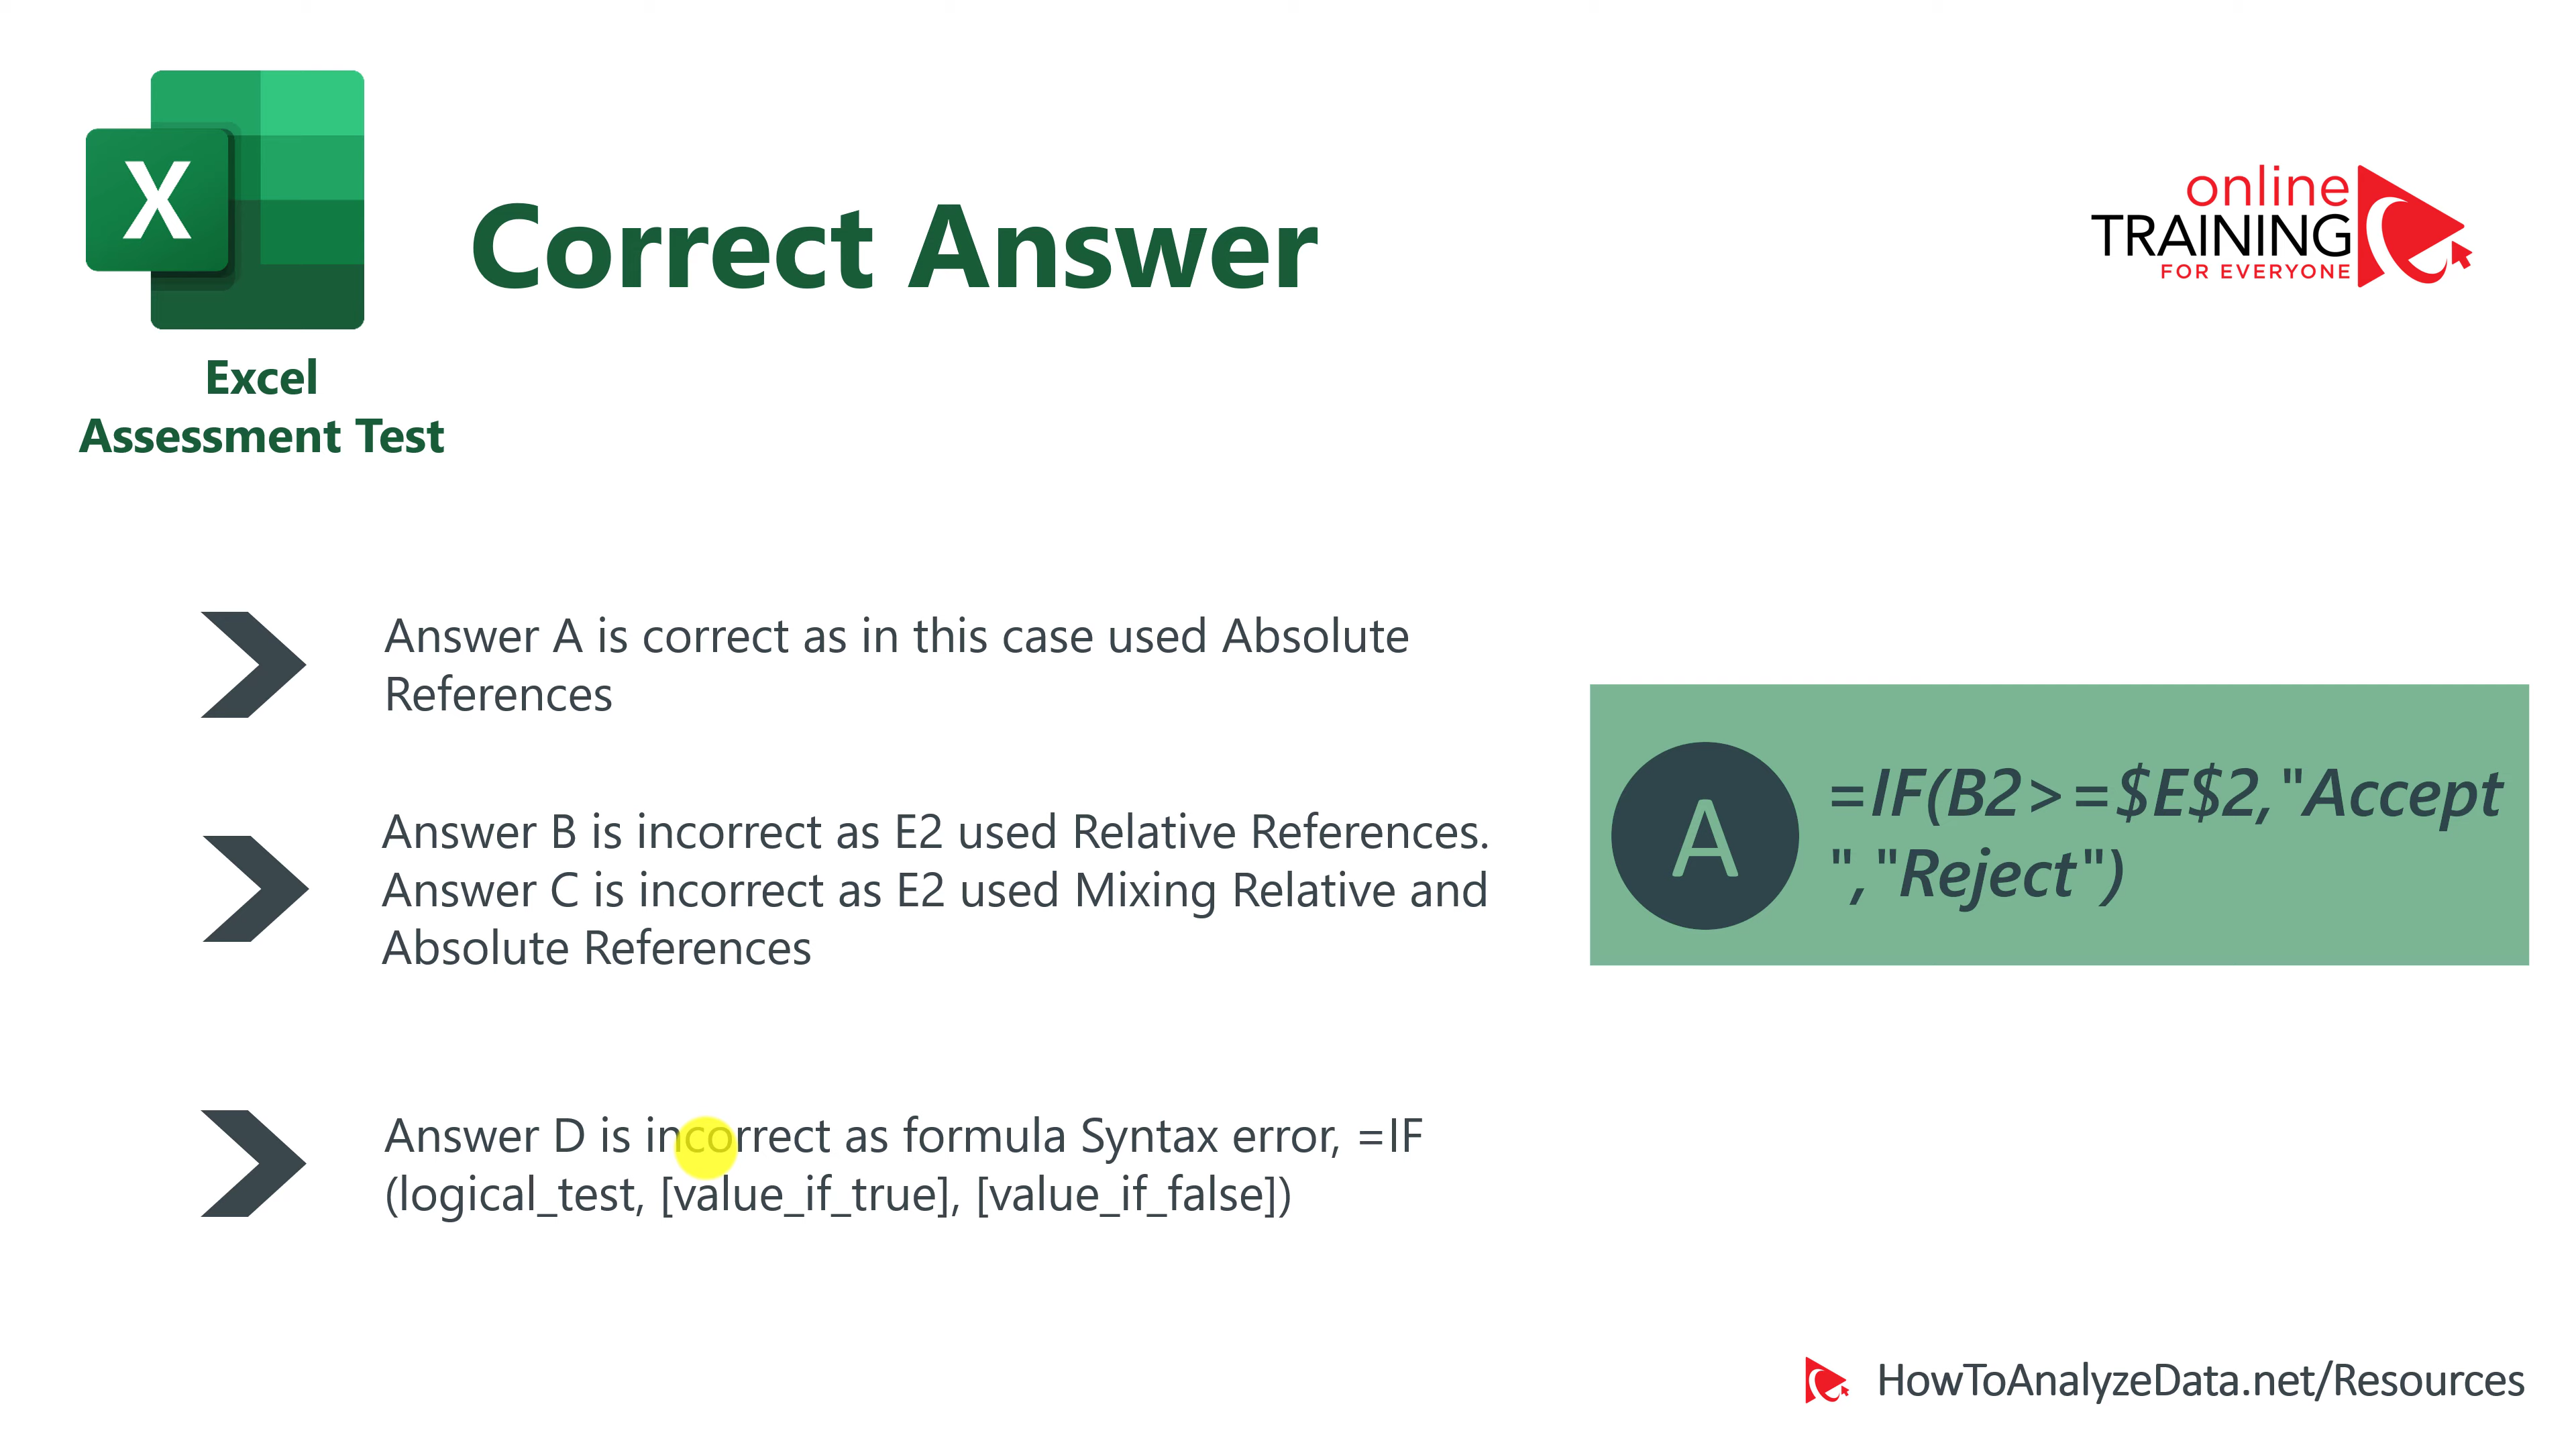 X
Correct Answer
online
TRAINING
FOR EVERYONE
Excel
Assessment Test
Answer A is correct as in this case used Absolute
References
Answer B is incorrect as E2 used Relative References.
Answer C is incorrect as E2 used Mixing Relative and
Absolute References
Answer D is incorrect as formula Syntax error, =IF
(logical_test, [value_if_true], [value_if_false])
A
=IF(B2>=$E$2,"Accept
","Reject")
HowToAnalyzeData.net/Resources